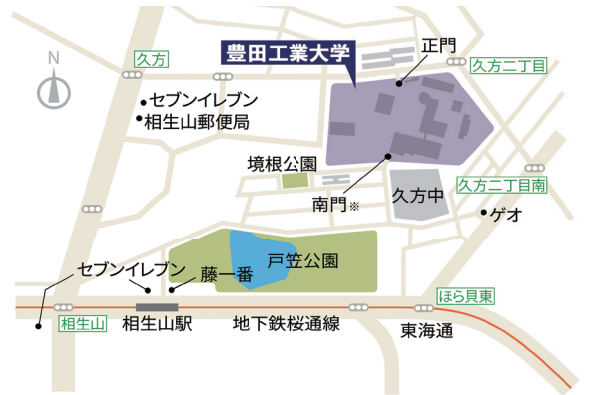 豊田工業大学
正門
久方
久方二丁目
N
セブンイレブン
相生山郵便局
境根公園
南門※
久方中
久方二丁目南
ゲオ
戸笠公園
セブンイレブン
藤一番
ほら貝東
相生山
相生山駅
地下鉄桜通線
東海通